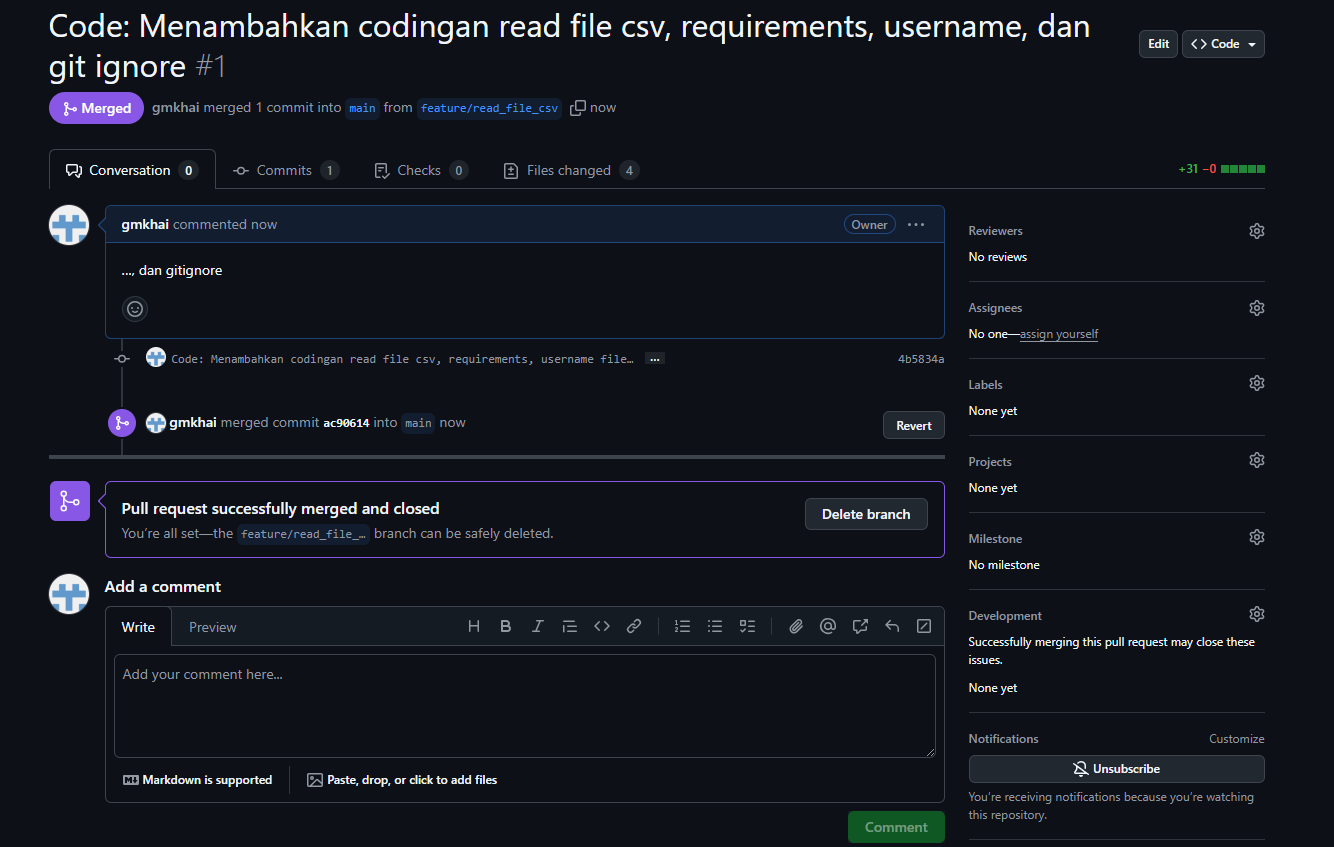 Code: Menambahkan codingan read file csv, requirements, username, dan
git ignore #1
Edit
<> Code
Merged
gmkhai merged 1 commit into main from feature/read_file_csv now
Conversation 0
Commits 1
Checks 0
Files changed 4
+31 −0
gmkhai commented now
Owner
..., dan gitignore
Code: Menambahkan codingan read file csv, requirements, username file…
...
4b5834a
gmkhai merged commit ac90614 into main now
Revert
Pull request successfully merged and closed
You're all set—the feature/read_file_… branch can be safely deleted.
Delete branch
Add a comment
Write
Preview
Add your comment here...
Markdown is supported
Paste, drop, or click to add files
Comment
Reviewers
No reviews
Assignees
No one—assign yourself
Labels
None yet
Projects
None yet
Milestone
No milestone
Development
Successfully merging this pull request may close these
issues.
None yet
Notifications
Customize
Unsubscribe
You're receiving notifications because you're watching
this repository.